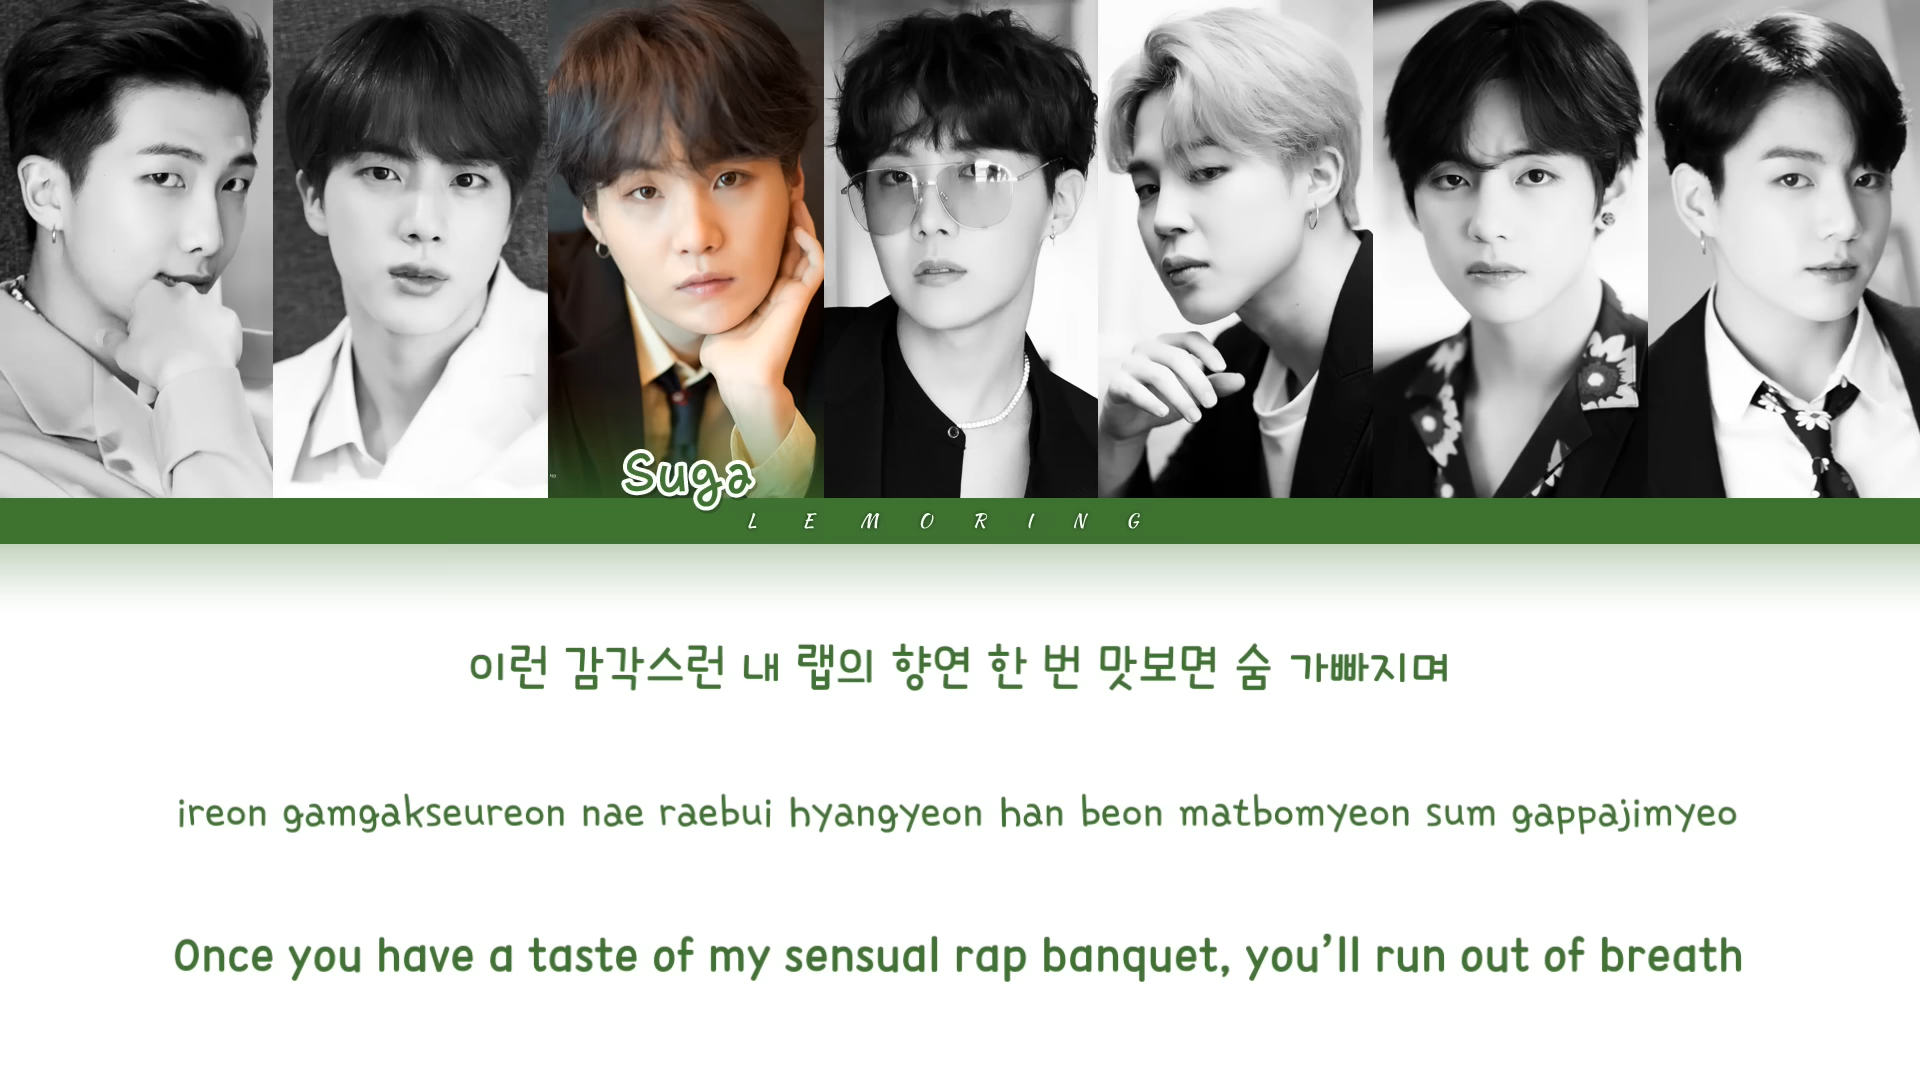 Suga
LEMORING
이런 감각스런 내 랩의 향연 한 번 맛보면 숨 가빠지며
ireon gamgakseureon nae raebui hyangyeon han beon matbomyeon sum gappajimyeo
Once you have a taste of my sensual rap banquet, you’ll run out of breath